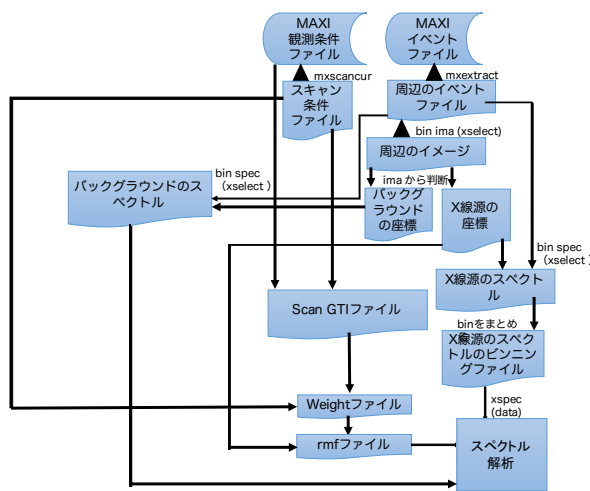 MAXI
観測条件
ファイル
MAXI
イベント
ファイル
mxscancur
mxextract
スキャン
条件
ファイル
周辺のイベント
ファイル
bin ima (xselect)
周辺のイメージ
bin spec
(xselect )
ima から判断
バックグラウンドのス
ペクトル
バックグ
ラウンド
の座標
X線源の
座標
bin spec
(xselect )
X線源のスペクト
ル
Scan GTIファイル
binをまとめ
X線源のスペク
トルのビンニン
グファイル
Weightファイル
xspec
(data)
rmfファイル
スペクトル
解析